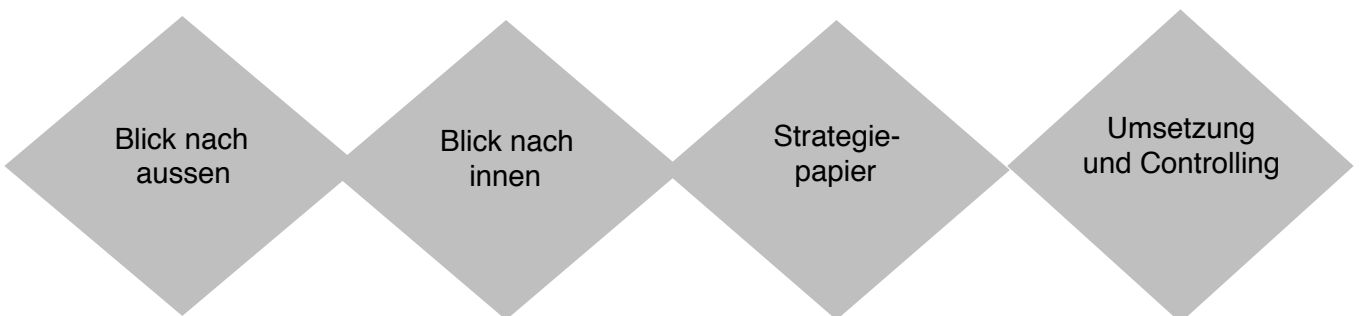 Blick nach
aussen
Blick nach
innen
Strategie-
papier
Umsetzung
und Controlling